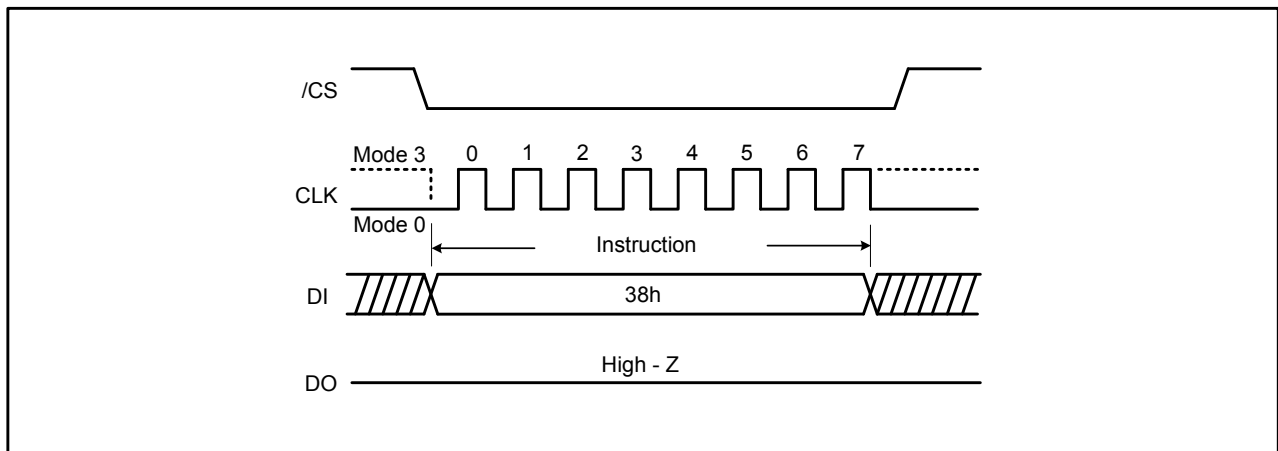 /CS
Mode 3 0 1 2 3 4 5 6 7
CLK
Mode 0
Instruction
DI 38h
High - Z
DO